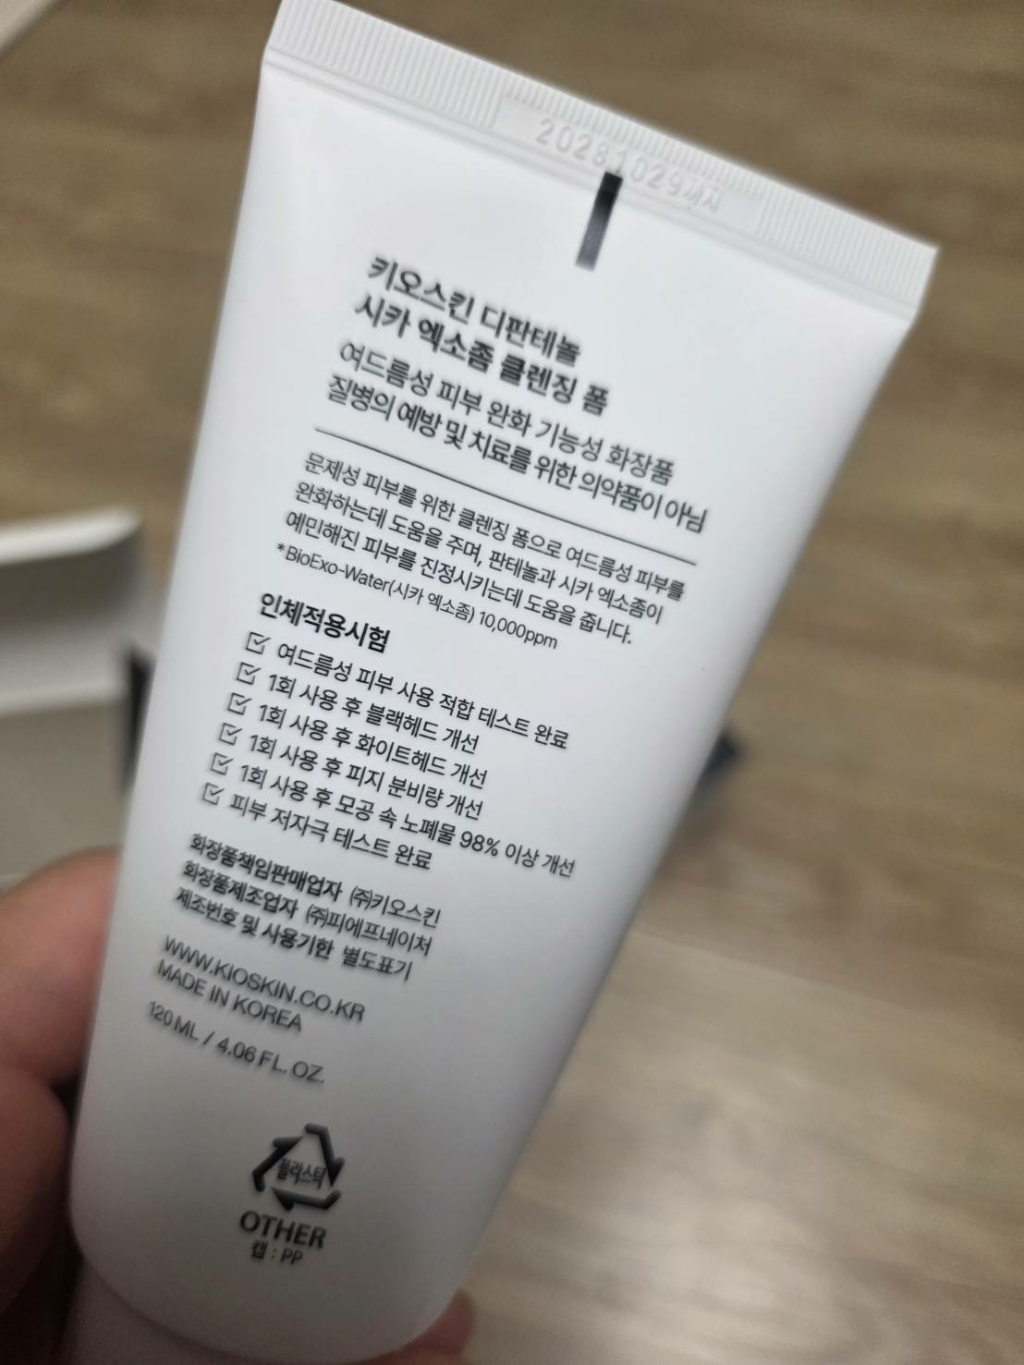 20281029까지
키오스킨 디판테놀
시카 엑소좀 클렌징 폼
여드름성 피부 완화 기능성 화장품
질병의 예방 및 치료를 위한 의약품이 아님
문제성 피부를 위한 클렌징 폼으로 여드름성 피부를
완화하는데 도움을 주며, 판테놀과 시카 엑소좀이
예민해진 피부를 진정시키는데 도움을 줍니다.
*BioExo-Water(시카 엑소좀) 10,000ppm
인체적용시험
여드름성 피부 사용 적합 테스트 완료
1회 사용 후 블랙헤드 개선
1회 사용 후 화이트헤드 개선
1회 사용 후 피지 분비량 개선
1회 사용 후 모공 속 노폐물 98% 이상 개선
피부 저자극 테스트 완료
화장품책임판매업자 ㈜키오스킨
화장품제조업자 ㈜피에프네이처
제조번호 및 사용기한 별도표기
WWW.KIOSKIN.CO.KR
MADE IN KOREA
120 ML / 4.06 FL. OZ.
플라스틱
OTHER
캡 : PP